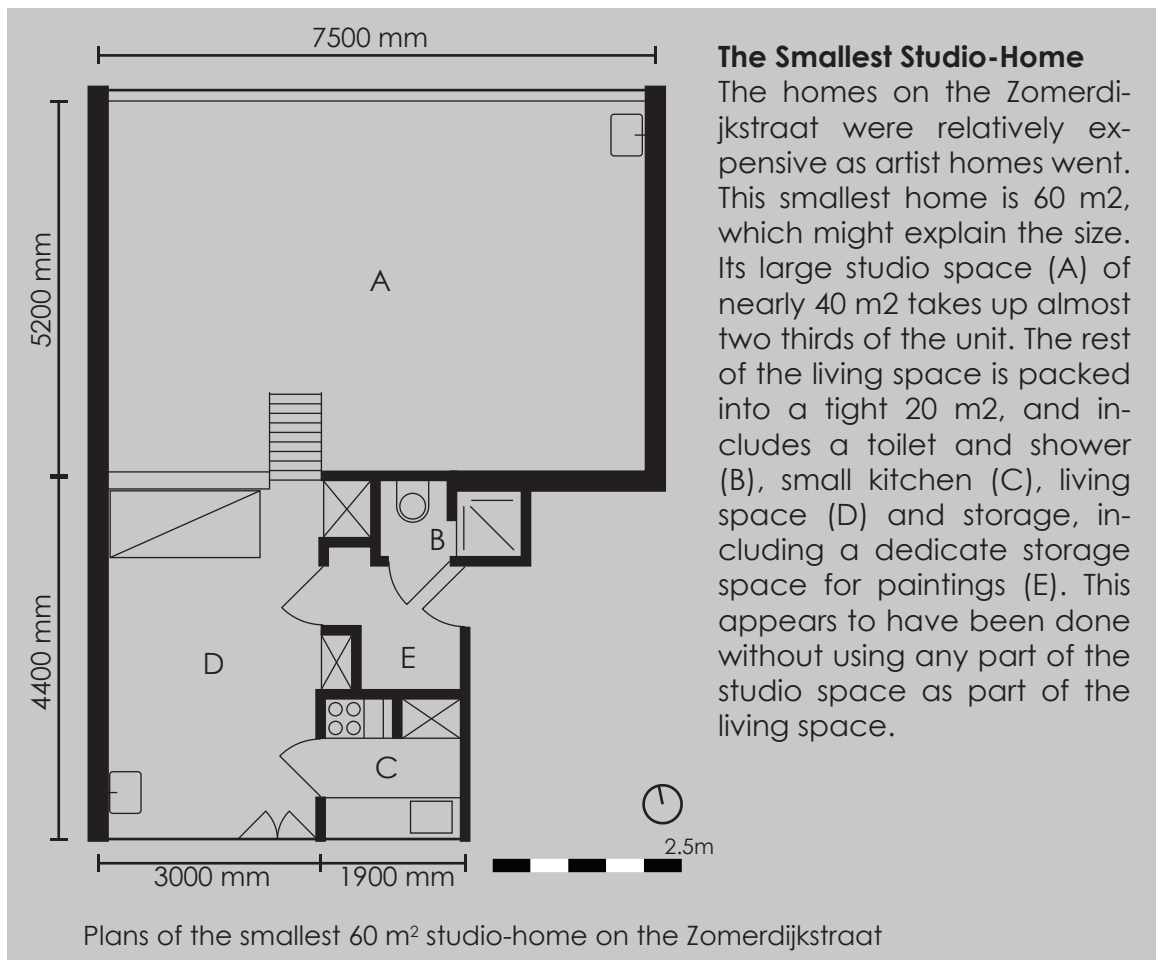 7500 mm
5200 mm
4400 mm
A
B
C
D
E
3000 mm
1900 mm
2.5m
The Smallest Studio-Home
The homes on the Zomerdi-
jkstraat were relatively ex-
pensive as artist homes went.
This smallest home is 60 m2,
which might explain the size.
Its large studio space (A) of
nearly 40 m2 takes up almost
two thirds of the unit. The rest
of the living space is packed
into a tight 20 m2, and in-
cludes a toilet and shower
(B), small kitchen (C), living
space (D) and storage, in-
cluding a dedicate storage
space for paintings (E). This
appears to have been done
without using any part of the
studio space as part of the
living space.
Plans of the smallest 60 m² studio-home on the Zomerdijkstraat